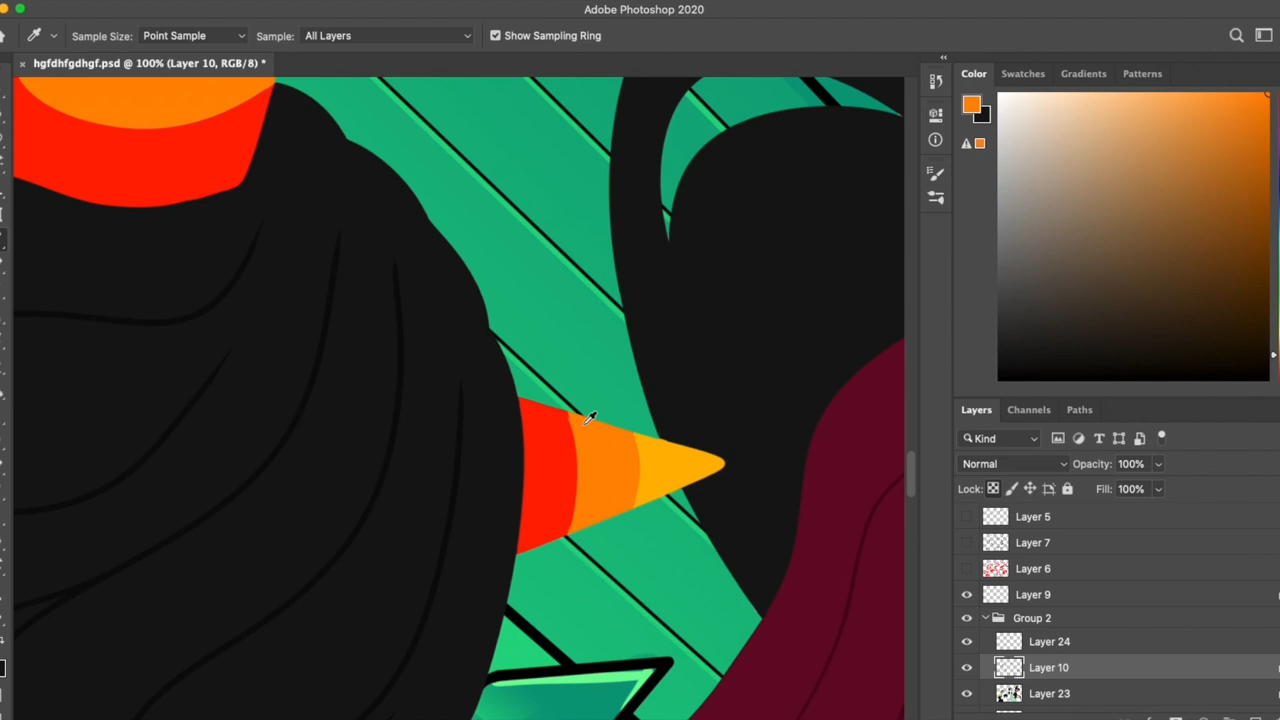 Adobe Photoshop 2020
Sample Size: Point Sample Sample: All Layers Show Sampling Ring
× hgfdhfgdhgf.psd @ 100% (Layer 10, RGB/8) *
Color Swatches Gradients Patterns
Layers Channels Paths
Kind
Normal Opacity: 100%
Lock: Fill: 100%
Layer 5
Layer 7
Layer 6
Layer 9
Group 2
Layer 24
Layer 10
Layer 23